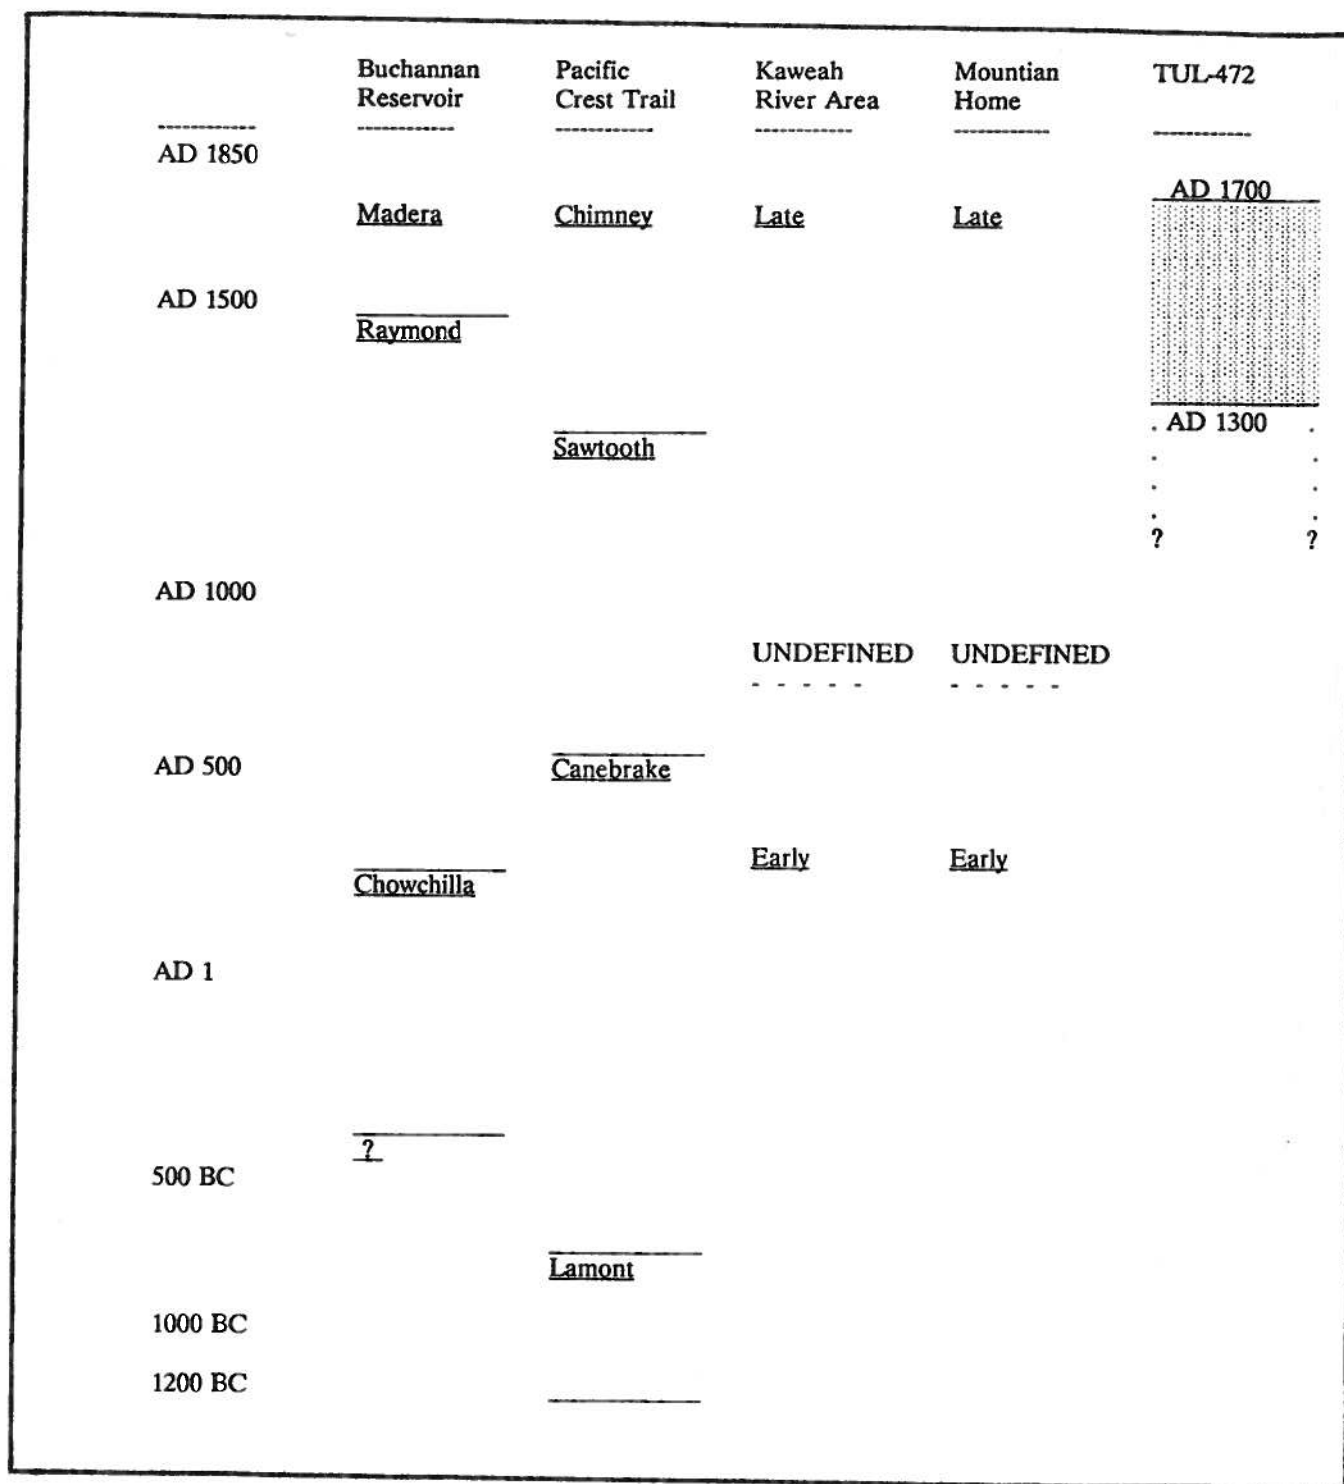 Buchannan Pacific Kaweah Mountian TUL-472
Reservoir Crest Trail River Area Home
----------- ----------- ----------- ----------- ----------- -----------
AD 1850
AD 1700
Madera Chimney Late Late
AD 1500
Raymond
. AD 1300 .
Sawtooth . .
. .
. .
? ?
AD 1000
UNDEFINED UNDEFINED
- - - - - - - - - -
AD 500 Canebrake
Early Early
Chowchilla
AD 1
?
500 BC
Lamont
1000 BC
1200 BC